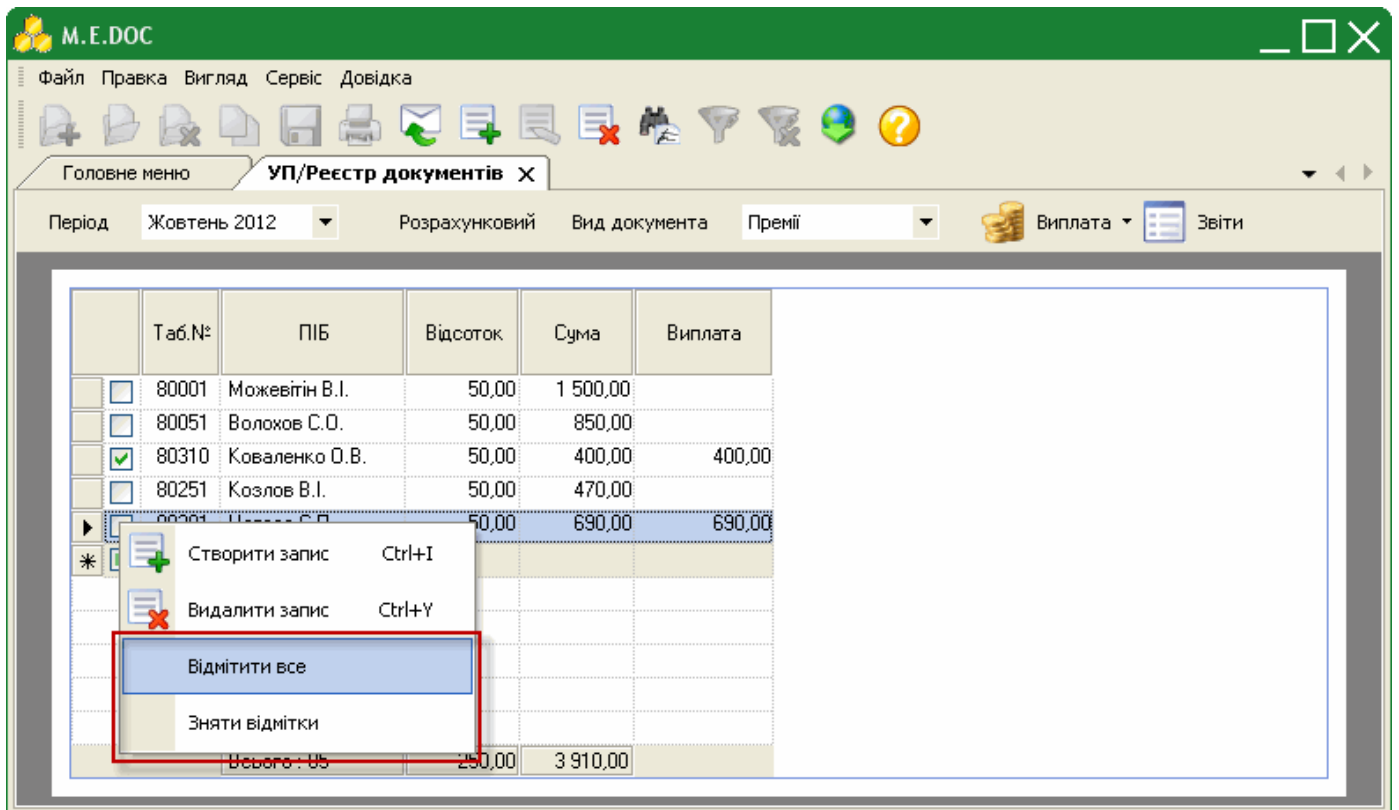 M.E.DOC
Файл Правка Вигляд Сервіс Довідка
Головне меню УП/Реєстр документів
Період Жовтень 2012 Розрахунковий Вид документа Премії Виплата Звіти
Таб.№ ПІБ Відсоток Сума Виплата
80001 Можевітін В.І. 50,00 1 500,00
80051 Волохов С.О. 50,00 850,00
80310 Коваленко О.В. 50,00 400,00 400,00
80251 Козлов В.І. 50,00 470,00
50,00 690,00 690,00
Створити запис Ctrl+I
Видалити запис Ctrl+Y
Відмітити все
Зняти відмітки
Всього : 05 250,00 3 910,00